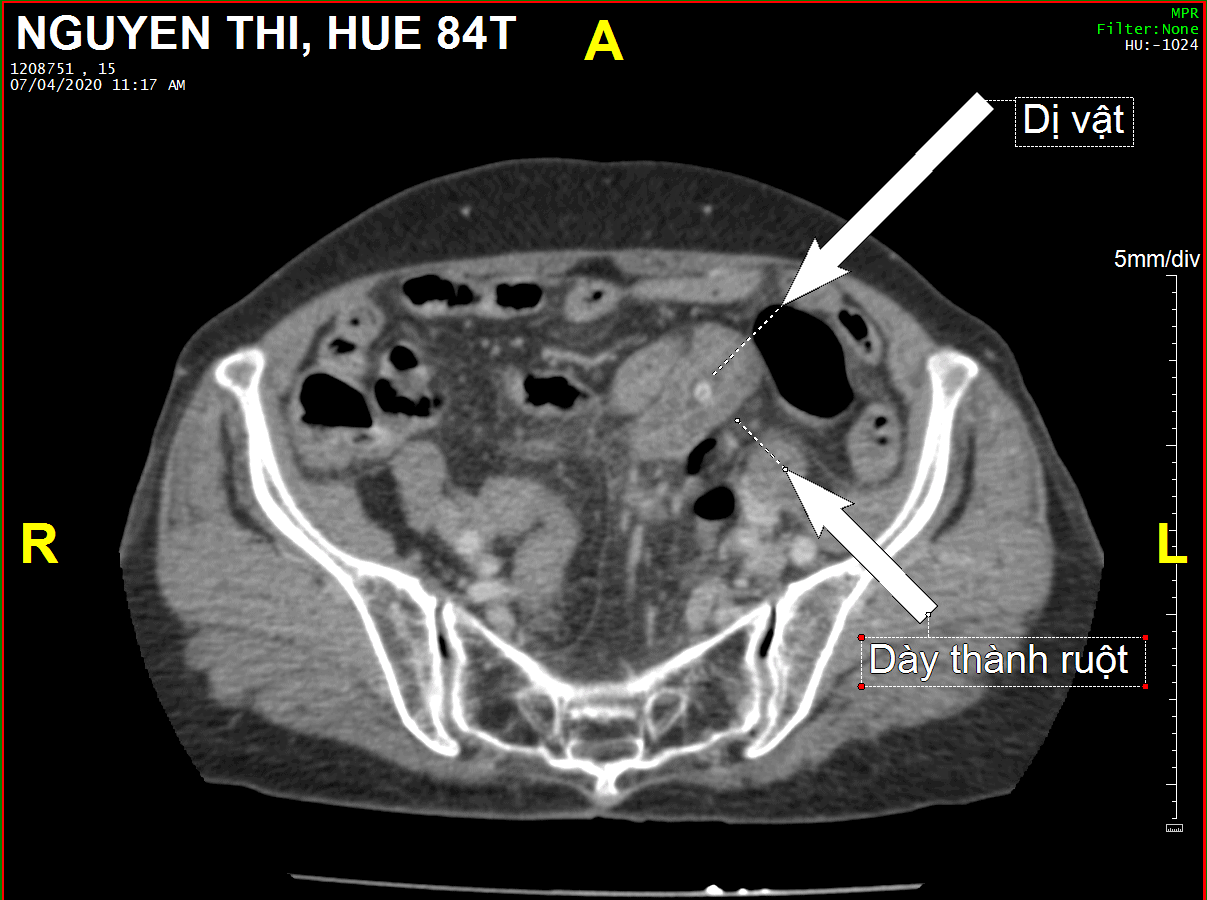 NGUYEN THI, HUE 84T
1208751 , 15
07/04/2020 11:17 AM
A
MPR
Filter:None
HU:-1024
Dị vật
5mm/div
R
L
Dày thành ruột